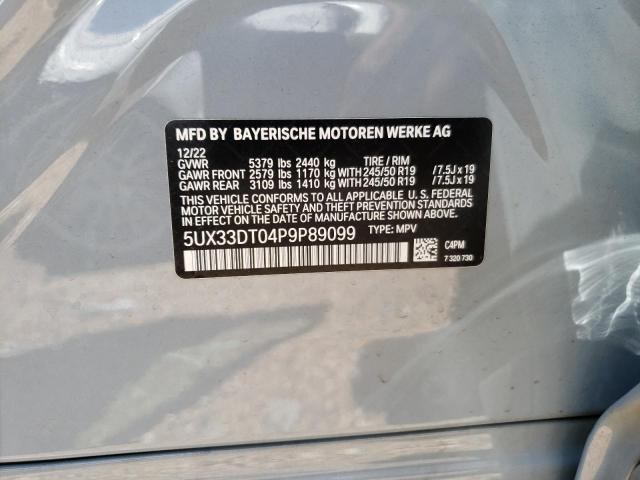 MFD BY BAYERISCHE MOTOREN WERKE AG
12/22
GVWR 5379 lbs 2440 kg TIRE / RIM
GAWR FRONT 2579 lbs 1170 kg WITH 245/50 R19 / 7.5J x 19
GAWR REAR 3109 lbs 1410 kg WITH 245/50 R19 / 7.5J x 19
THIS VEHICLE CONFORMS TO ALL APPLICABLE U. S. FEDERAL
MOTOR VEHICLE SAFETY STANDARDS IN EFFECT ON THE
DATE OF MANUFACTURE SHOWN ABOVE.
5UX33DT04P9P89099 TYPE: MPV
C4PM
7 320 730